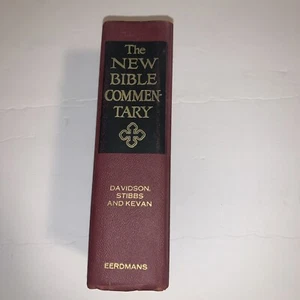 The
NEW
BIBLE
COMMEN-
TARY
DAVIDSON,
STIBBS
AND KEVAN
EERDMANS